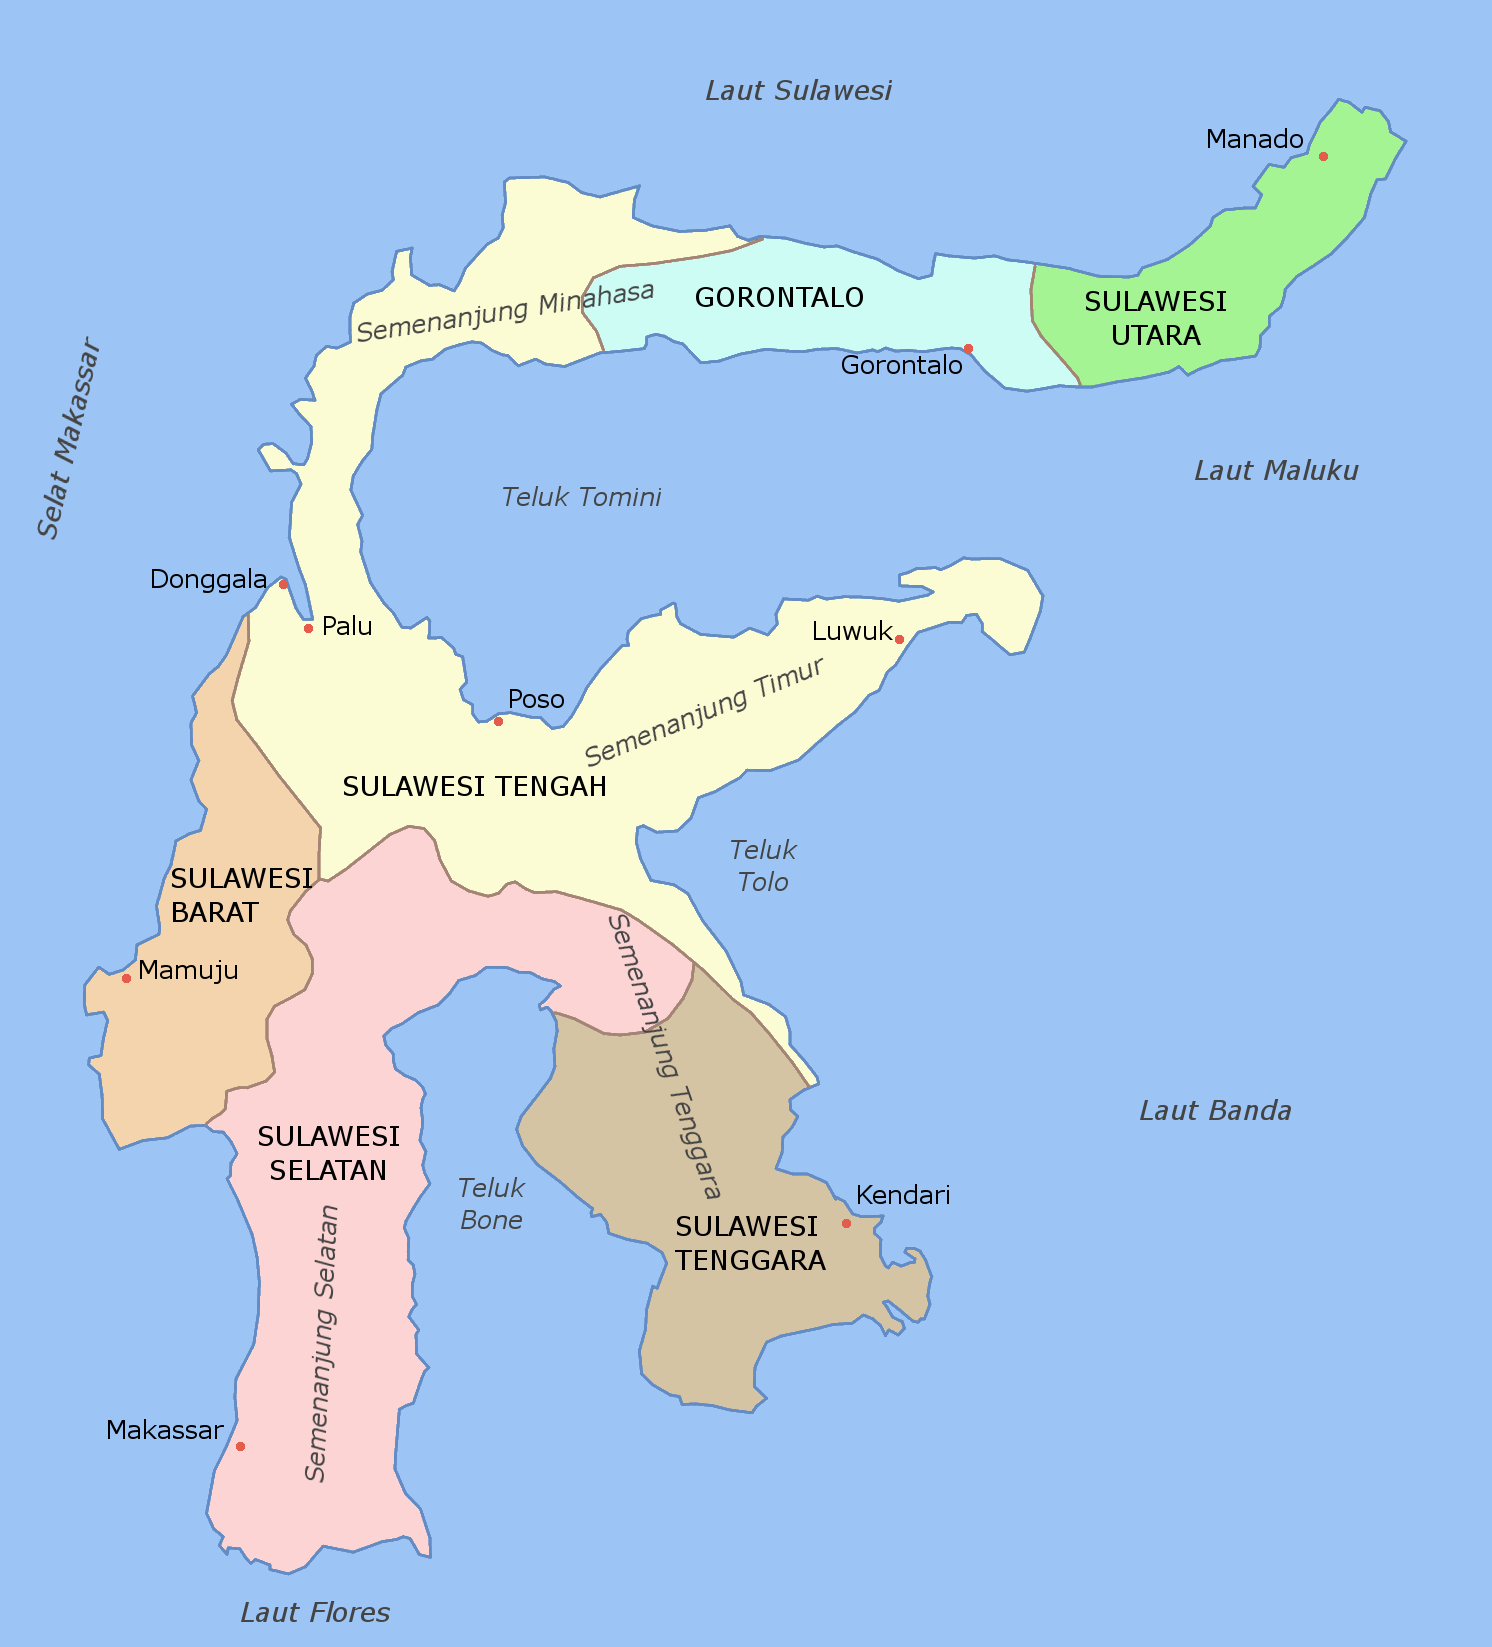 Laut Sulawesi
Manado
Semenanjung Minahasa
GORONTALO
SULAWESI
UTARA
Gorontalo
Selat Makassar
Laut Maluku
Teluk Tomini
Donggala
Palu
Luwuk
Poso
Semenanjung Timur
SULAWESI TENGAH
Teluk
Tolo
SULAWESI
BARAT
Mamuju
Semenanjung Tenggara
Laut Banda
SULAWESI
SELATAN
Teluk
Bone
Kendari
SULAWESI
TENGGARA
Semenanjung Selatan
Makassar
Laut Flores